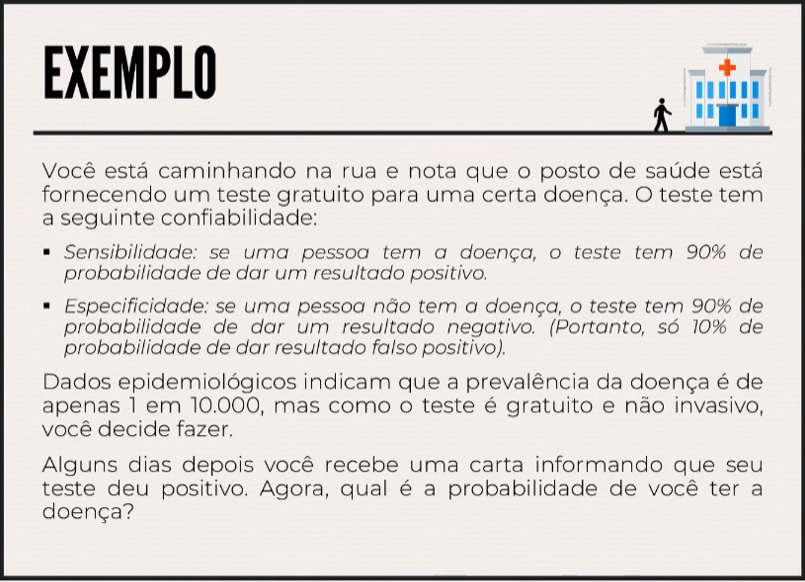 EXEMPLO
Você está caminhando na rua e nota que o posto de saúde está
fornecendo um teste gratuito para uma certa doença. O teste tem
a seguinte confiabilidade:
▪ Sensibilidade: se uma pessoa tem a doença, o teste tem 90% de
probabilidade de dar um resultado positivo.
▪ Especificidade: se uma pessoa não tem a doença, o teste tem 90% de
probabilidade de dar um resultado negativo. (Portanto, só 10% de
probabilidade de dar resultado falso positivo).
Dados epidemiológicos indicam que a prevalência da doença é de
apenas 1 em 10.000, mas como o teste é gratuito e não invasivo,
você decide fazer.
Alguns dias depois você recebe uma carta informando que seu
teste deu positivo. Agora, qual é a probabilidade de você ter a
doença?